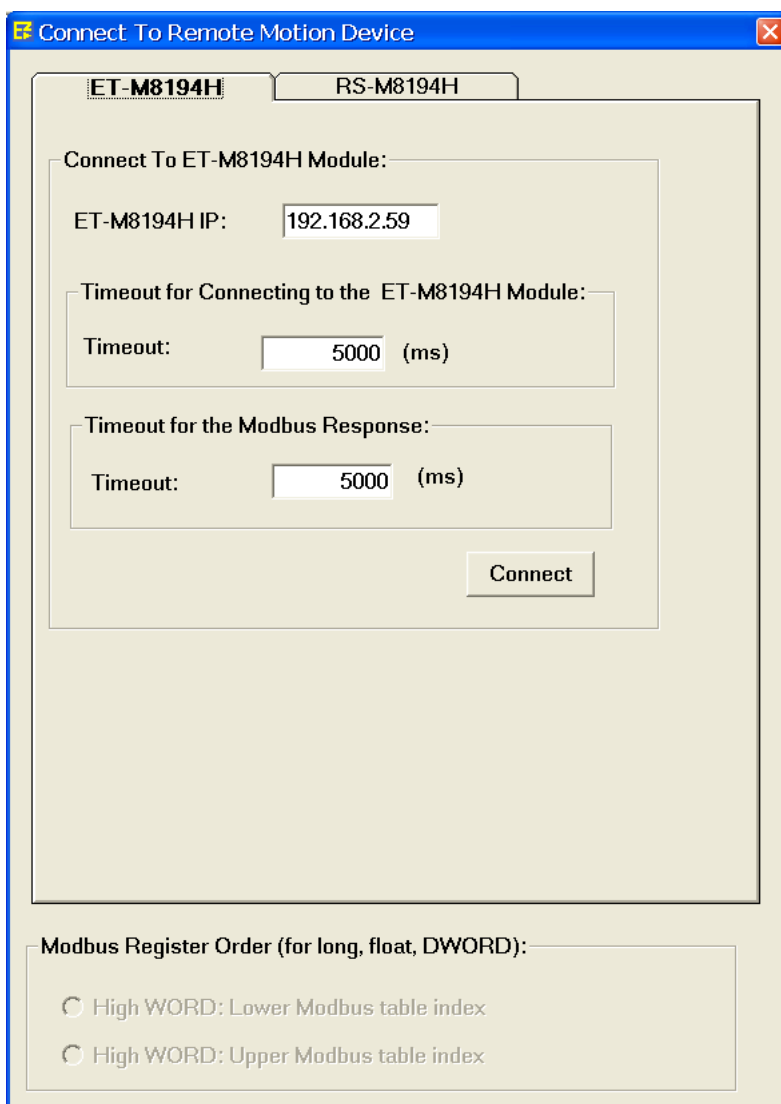 Connect To Remote Motion Device
ET-M8194H
RS-M8194H
Connect To ET-M8194H Module:
ET-M8194H IP: 192.168.2.59
Timeout for Connecting to the ET-M8194H Module:
Timeout: 5000 (ms)
Timeout for the Modbus Response:
Timeout: 5000 (ms)
Connect
Modbus Register Order (for long, float, DWORD):
High WORD: Lower Modbus table index
High WORD: Upper Modbus table index